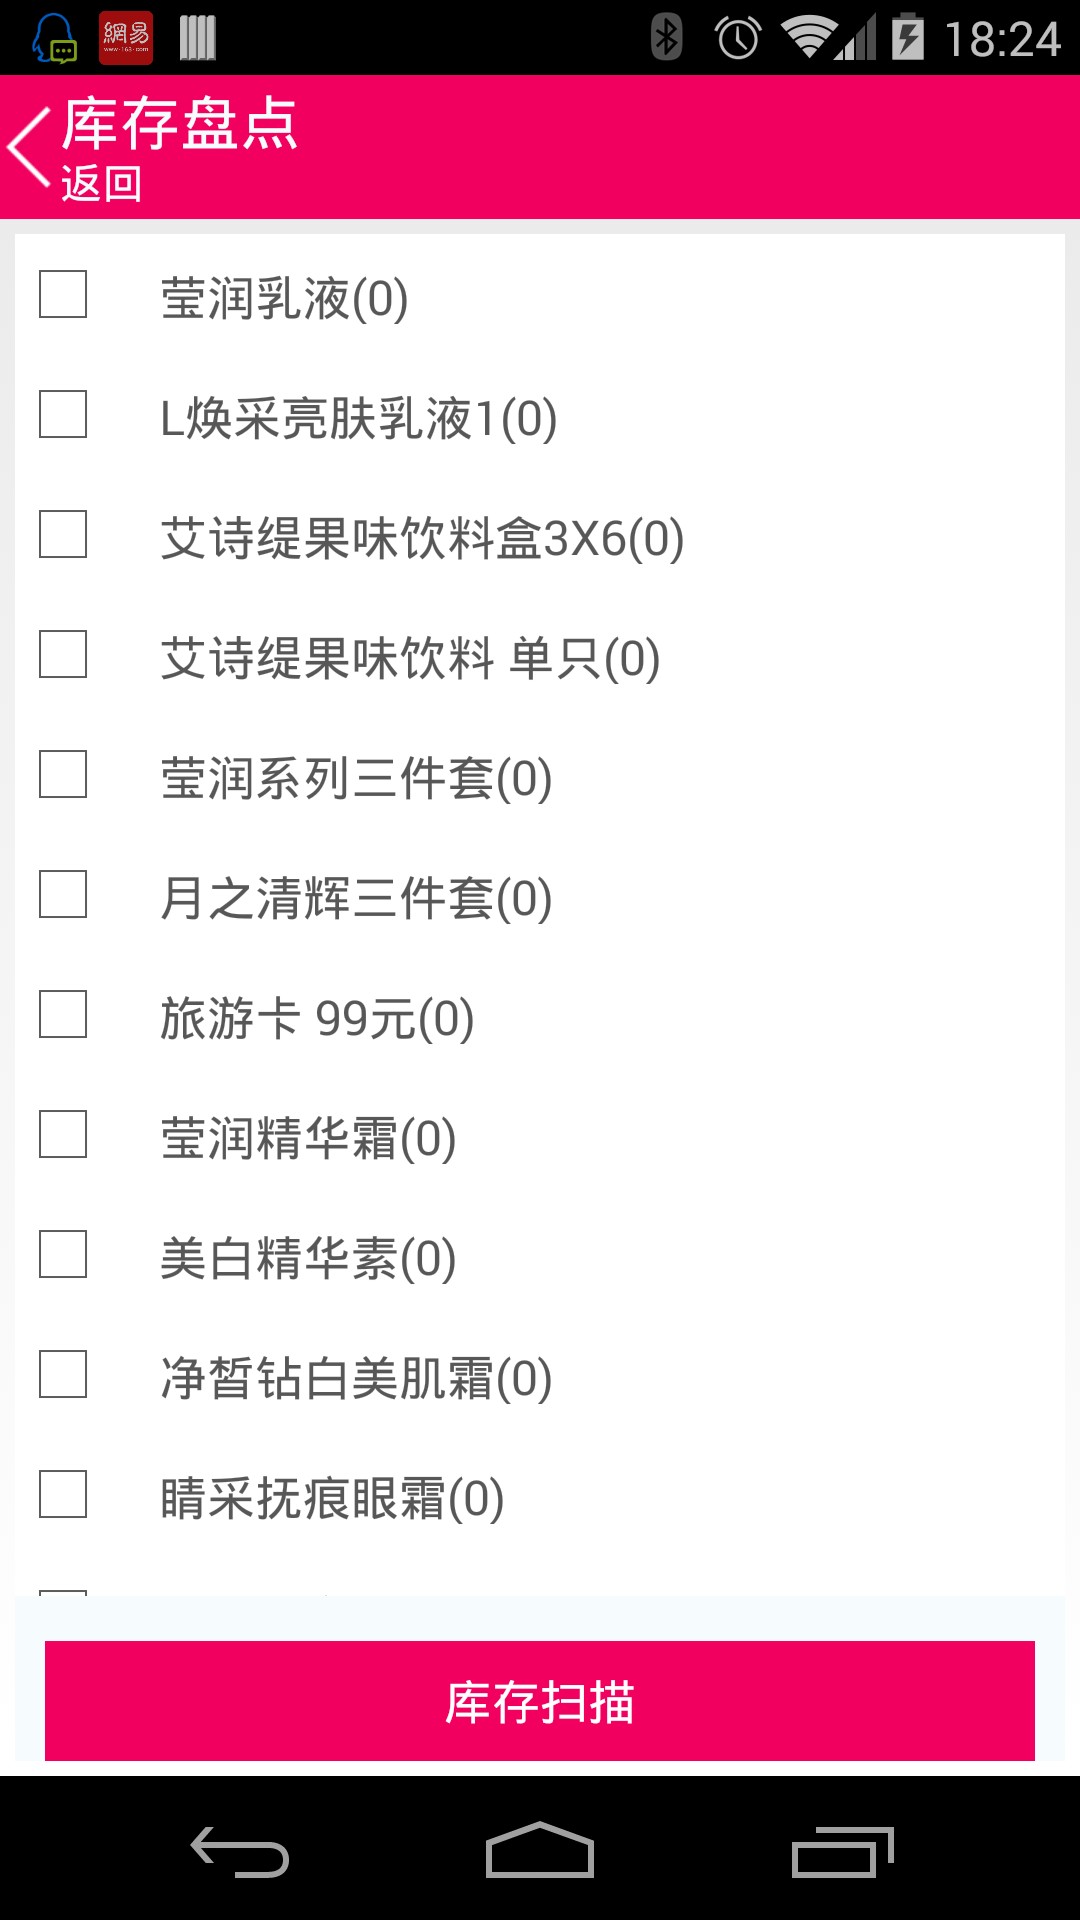 網易
www.163.com
18:24
库存盘点
返回
莹润乳液(0)
L焕采亮肤乳液1(0)
艾诗缇果味饮料盒3X6(0)
艾诗缇果味饮料 单只(0)
莹润系列三件套(0)
月之清辉三件套(0)
旅游卡 99元(0)
莹润精华霜(0)
美白精华素(0)
净皙钻白美肌霜(0)
睛采抚痕眼霜(0)
库存扫描